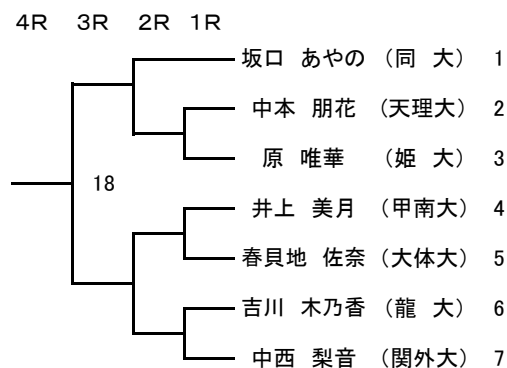 4R 3R 2R 1R
坂口 あやの (同 大) 1
中本 朋花 (天理大) 2
原 唯華 (姫 大) 3
18
井上 美月 (甲南大) 4
春貝地 佐奈 (大体大) 5
吉川 木乃香 (龍 大) 6
中西 梨音 (関外大) 7